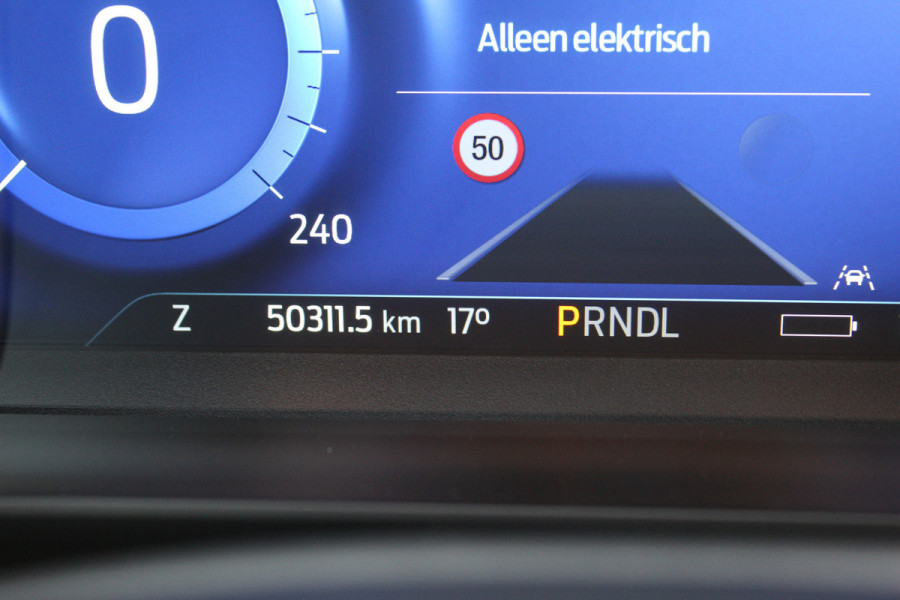 0
Alleen elektrisch
50
240
Z 50311.5 km 17º PRNDL